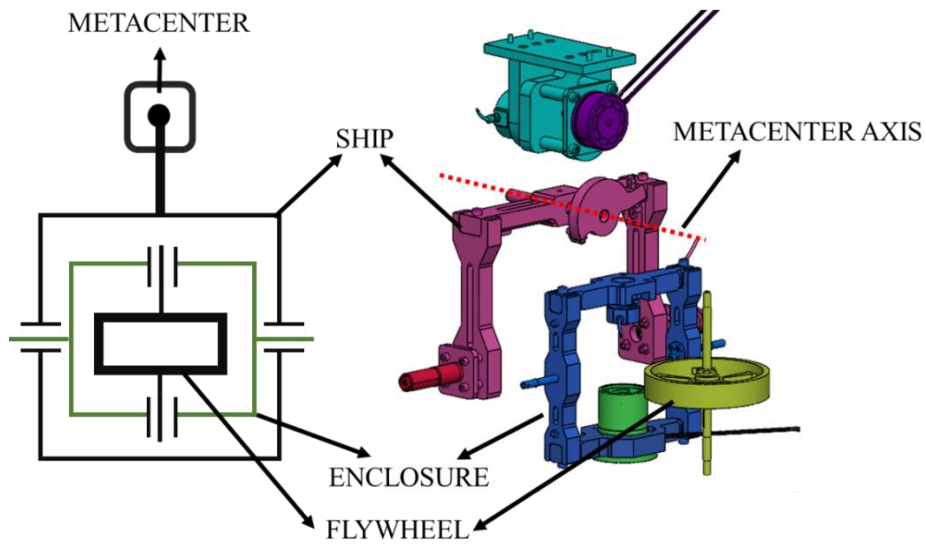 METACENTER
SHIP
METACENTER AXIS
ENCLOSURE
FLYWHEEL